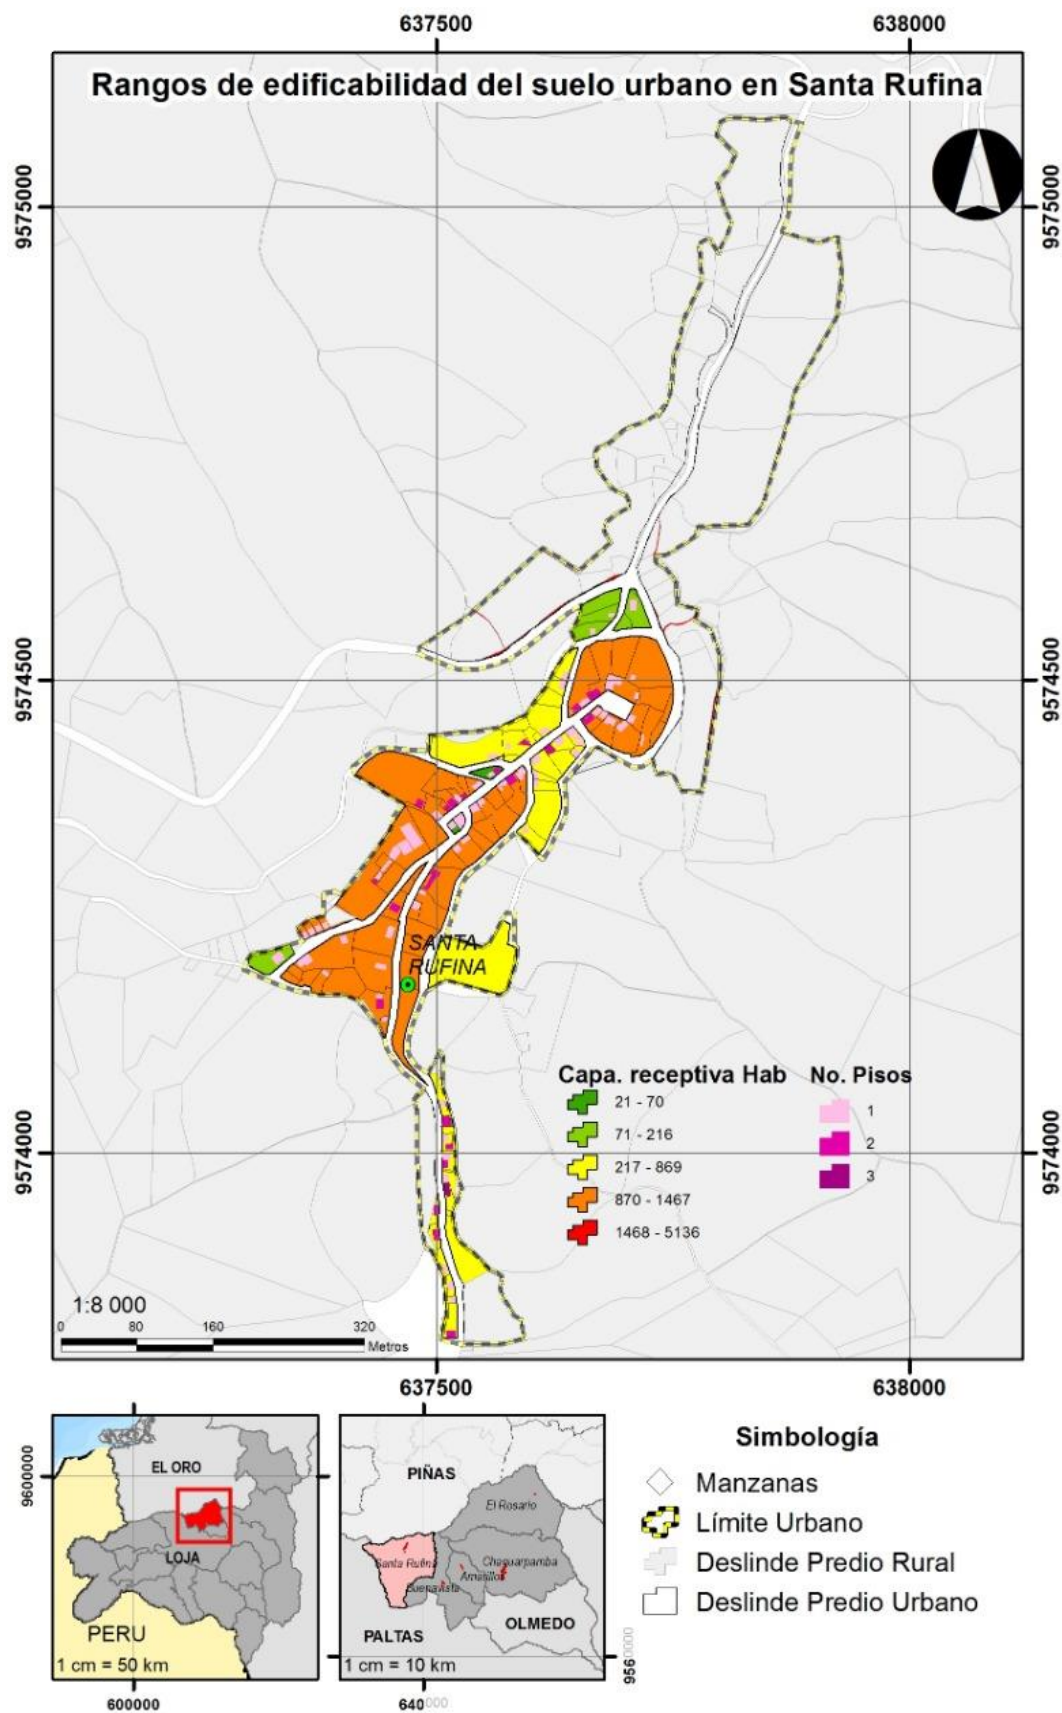 637500
638000
Rangos de edificabilidad del suelo urbano en Santa Rufina
9575000
9575000
9574500
9574500
SANTA
RUFINA
Capa. receptiva Hab
No. Pisos
21 - 70
1
71 - 216
2
217 - 869
3
870 - 1467
1468 - 5136
9574000
9574000
1:8 000
0
80
160
320
Metros
637500
638000
EL ORO
LOJA
PERU
1 cm = 50 km
9600000
600000
PIÑAS
El Rosario
Santa Rufina
Chaguarpamba
Amarillos
Buenavista
OLMEDO
PALTAS
1 cm = 10 km
9560000
640000
Simbología
Manzanas
Límite Urbano
Deslinde Predio Rural
Deslinde Predio Urbano